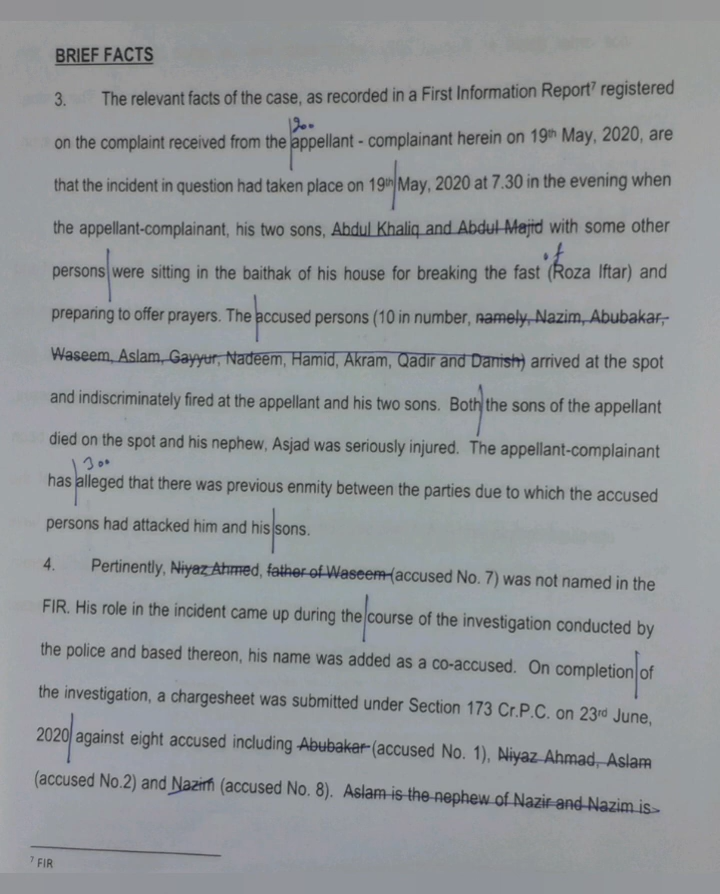 BRIEF FACTS
3. The relevant facts of the case, as recorded in a First Information Report⁷ registered
200
on the complaint received from the appellant - complainant herein on 19th May, 2020, are
that the incident in question had taken place on 19th May, 2020 at 7.30 in the evening when
the appellant-complainant, his two sons, Abdul Khaliq and Abdul Majid with some other
persons were sitting in the baithak of his house for breaking the fast (Roza Iftar) and
preparing to offer prayers. The accused persons (10 in number, namely, Nazim, Abubakar,
Waseem, Aslam, Gayyur, Nadeem, Hamid, Akram, Qadir and Danish) arrived at the spot
and indiscriminately fired at the appellant and his two sons. Both the sons of the appellant
died on the spot and his nephew, Asjad was seriously injured. The appellant-complainant
300
has alleged that there was previous enmity between the parties due to which the accused
persons had attacked him and his sons.
4. Pertinently, Niyaz Ahmed, father of Waseem (accused No. 7) was not named in the
FIR. His role in the incident came up during the course of the investigation conducted by
the police and based thereon, his name was added as a co-accused. On completion of
the investigation, a chargesheet was submitted under Section 173 Cr.P.C. on 23rd June,
2020 against eight accused including Abubakar (accused No. 1), Niyaz Ahmad, Aslam
(accused No.2) and Nazim (accused No. 8). Aslam is the nephew of Nazir and Nazim is
⁷ FIR